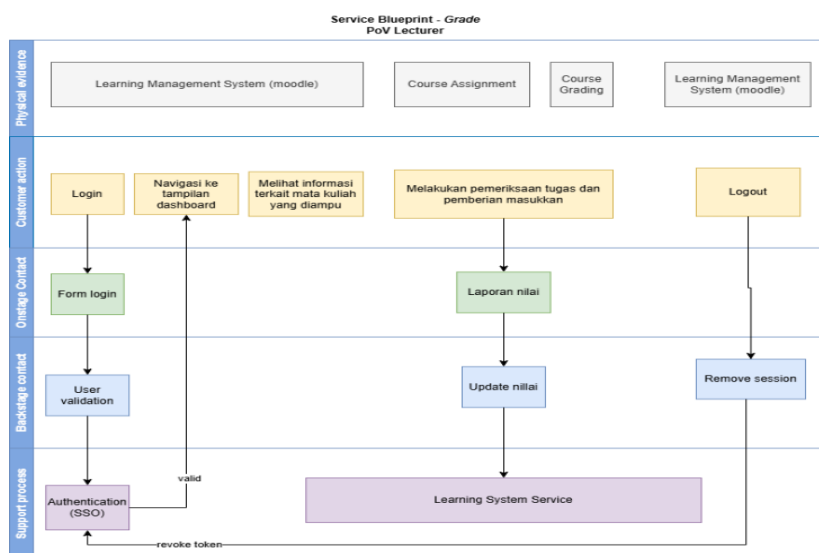 Service Blueprint - Grade
PoV Lecturer
Physical evidence
Learning Management System (moodle)
Course Assignment
Course
Grading
Learning Management
System (moodle)
Customer action
Login
Navigasi ke
tampilan
dashboard
Melihat informasi
terkait mata kuliah
yang diampu
Melakukan pemeriksaan tugas dan
pemberian masukkan
Logout
Onstage Contact
Form login
Laporan nilai
Backstage contact
User
validation
Update nillai
Remove session
Support process
Authentication
(SSO)
valid
Learning System Service
revoke token